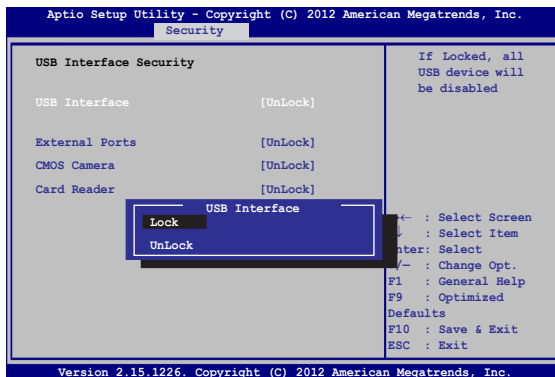 Aptio Setup Utility - Copyright (C) 2012 American Megatrends, Inc.
Security
USB Interface Security
USB Interface [UnLock]
External Ports [UnLock]
CMOS Camera [UnLock]
Card Reader [UnLock]
USB Interface
Lock
UnLock
If Locked, all
USB device will
be disabled
← : Select Screen
↓ : Select Item
nter: Select
/— : Change Opt.
F1 : General Help
F9 : Optimized
Defaults
F10 : Save & Exit
ESC : Exit
Version 2.15.1226. Copyright (C) 2012 American Megatrends, Inc.